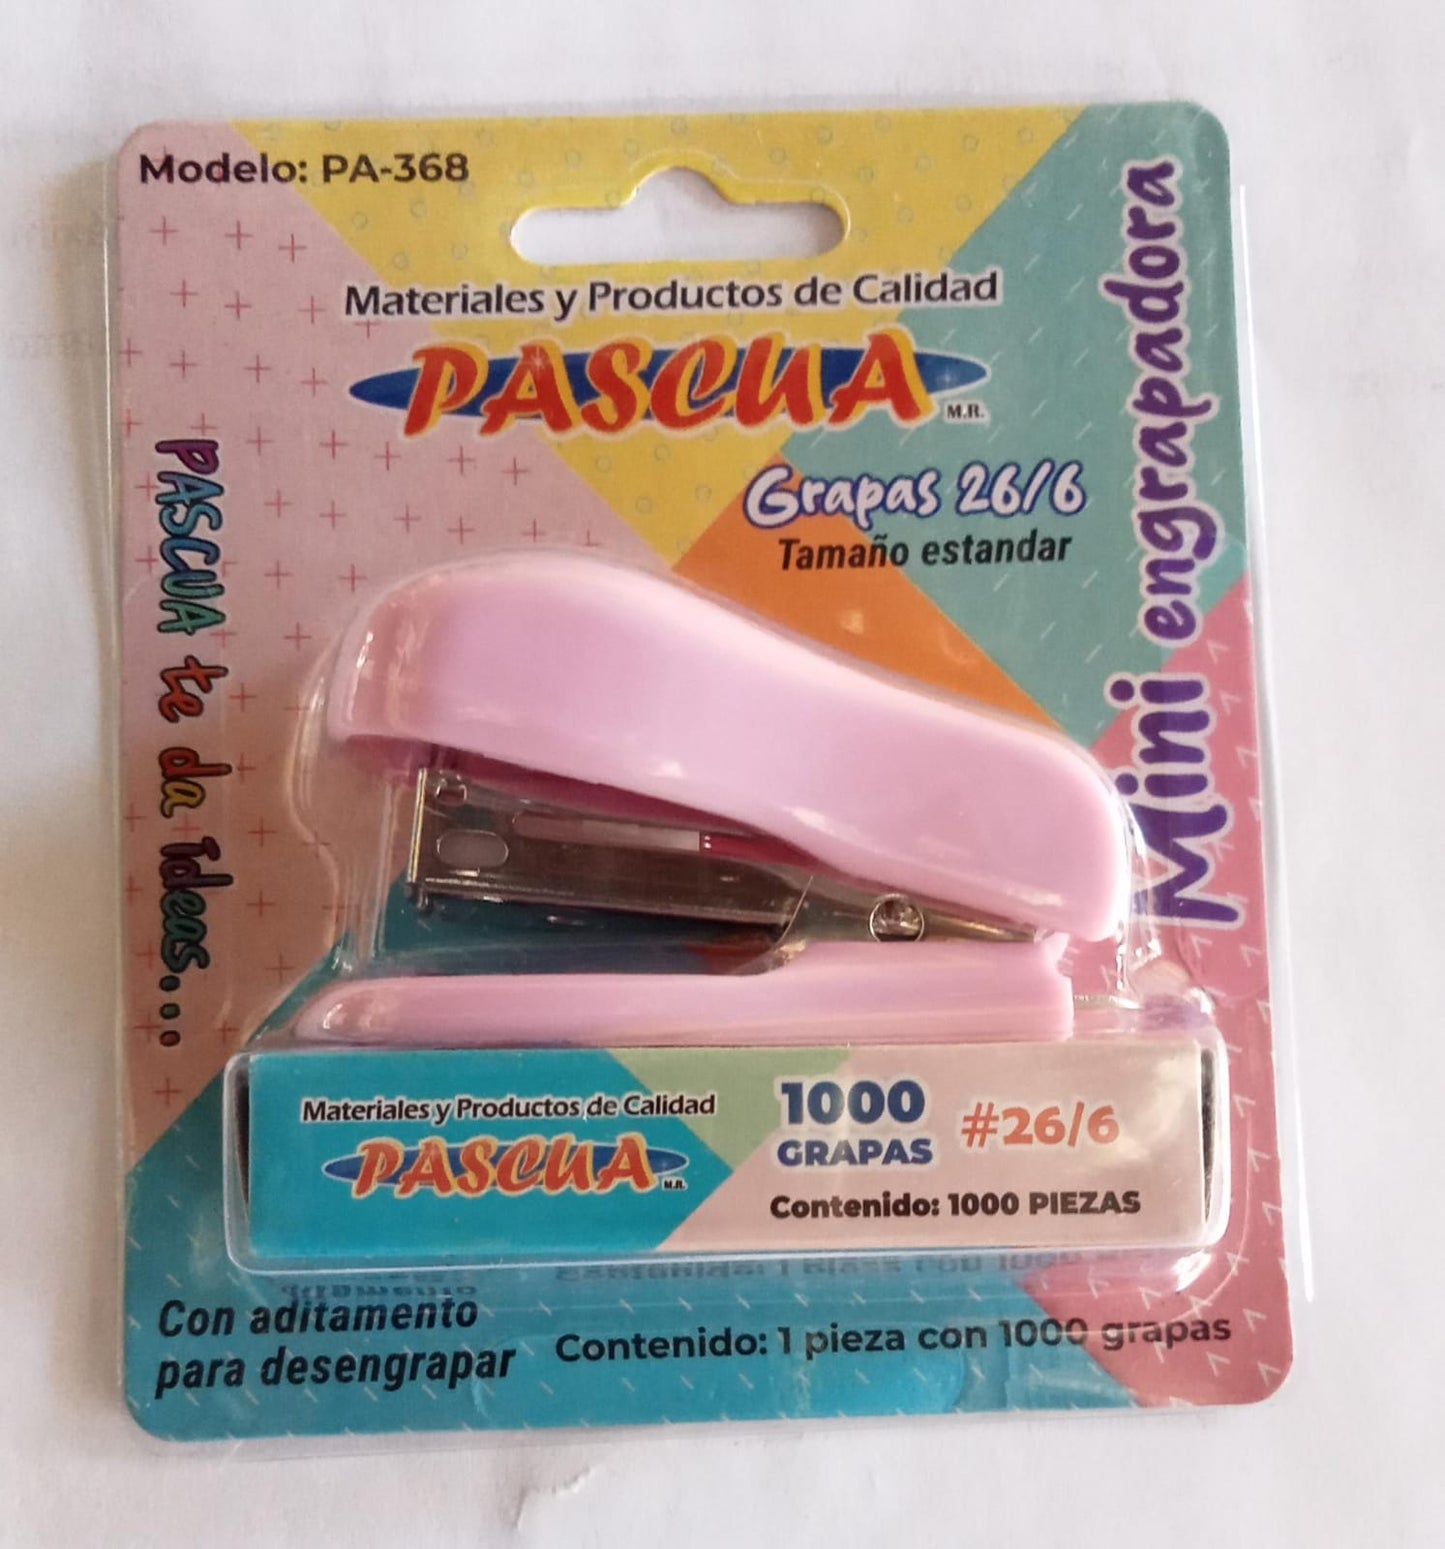 Modelo: PA-368
Materiales y Productos de Calidad
PASCUA
M.R.
Grapas 26/6
Tamaño estandar
Mini engrapadora
PASCUA te da Ideas...
Materiales y Productos de Calidad
PASCUA
M.R.
1000
GRAPAS
#26/6
Contenido: 1000 PIEZAS
Con aditamento
para desengrapar
Contenido: 1 pieza con 1000 grapas